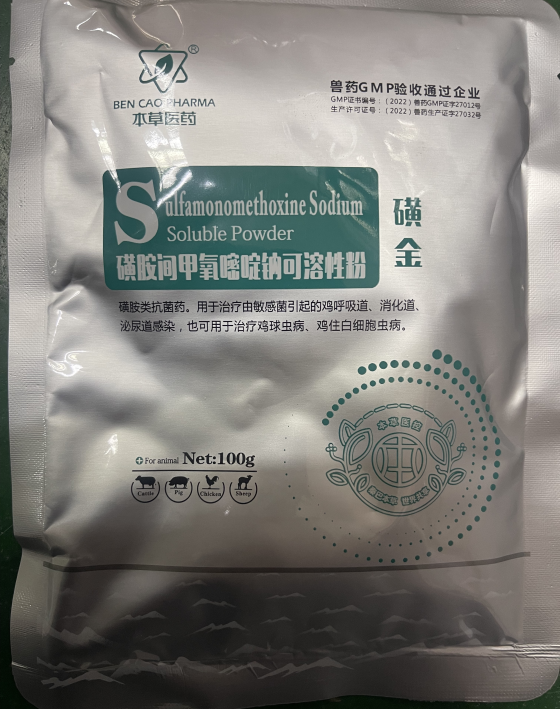 ®
BEN CAO PHARMA
本草医药
兽药GMP验收通过企业
GMP证书编号：（2022）兽药GMP证字27012号
生产许可证号：（2022）兽药生产证字27032号
Sulfamonomethoxine Sodium
Soluble Powder
磺胺间甲氧嘧啶钠可溶性粉
磺金
磺胺类抗菌药。用于治疗由敏感菌引起的鸡呼吸道、消化道、
泌尿道感染，也可用于治疗鸡球虫病、鸡住白细胞虫病。
本草医药
For animal Net:100g
Cattle Pig Chicken Sheep